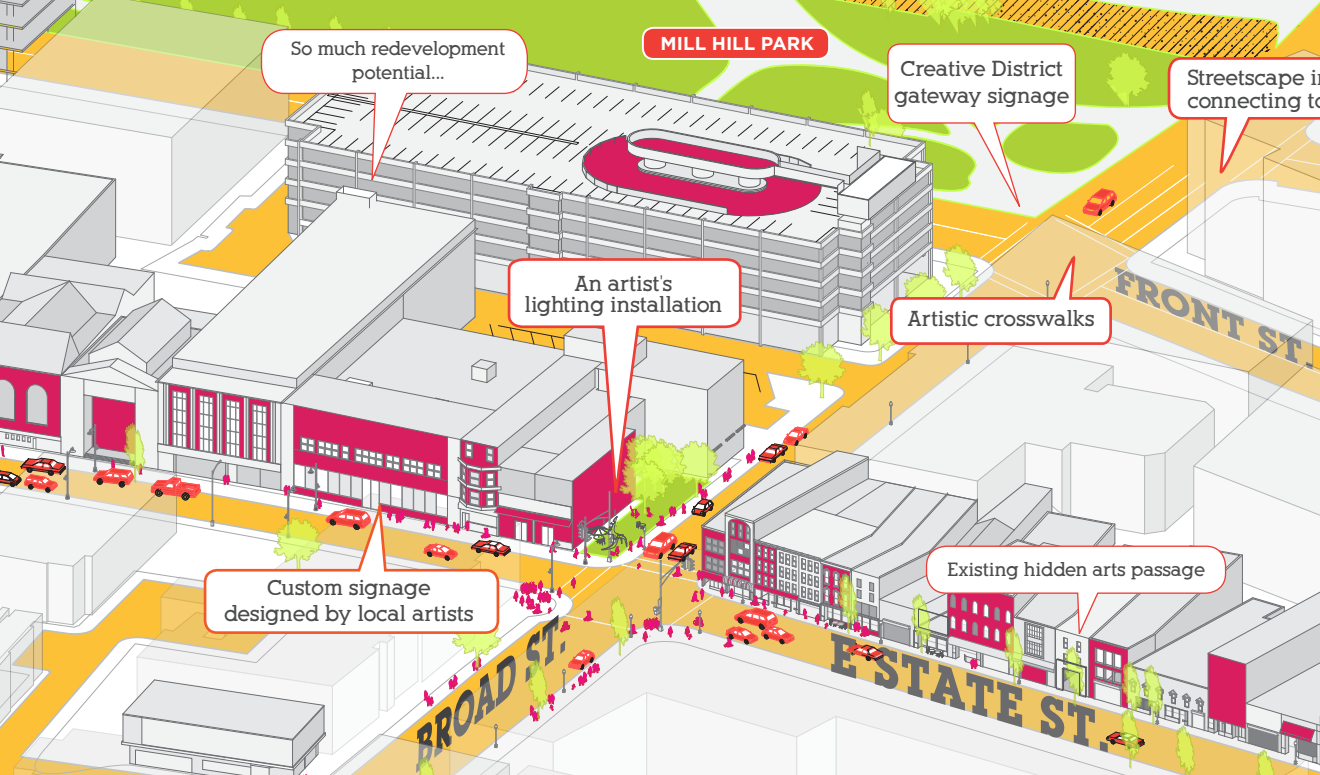 So much redevelopment
potential...
MILL HILL PARK
Creative District
gateway signage
Streetscape
connecting
An artist's
lighting installation
Artistic crosswalks
FRONT ST.
Existing hidden arts passage
Custom signage
designed by local artists
BROAD ST.
E STATE ST.